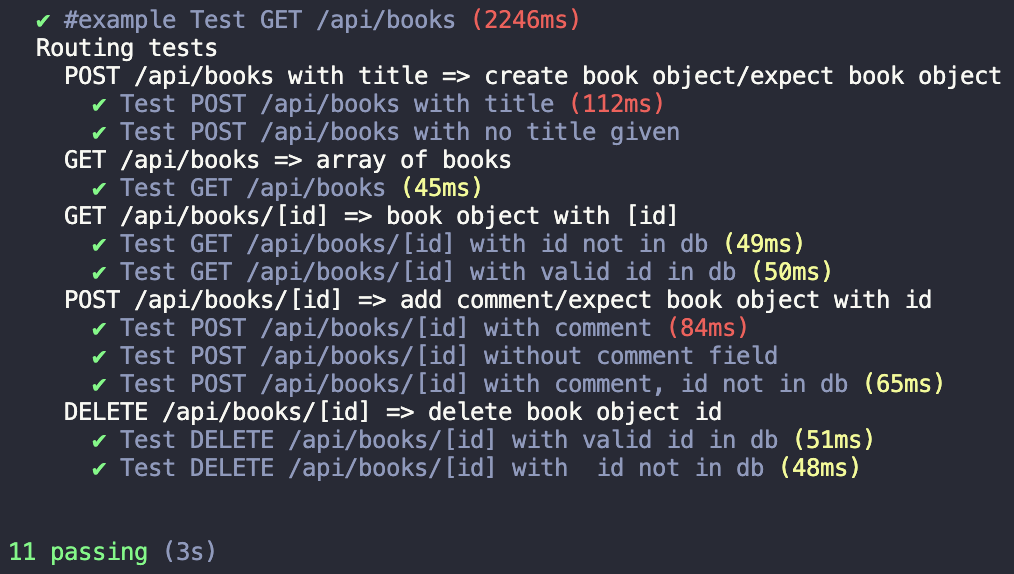 ✔ #example Test GET /api/books (2246ms)
Routing tests
POST /api/books with title => create book object/expect book object
✔ Test POST /api/books with title (112ms)
✔ Test POST /api/books with no title given
GET /api/books => array of books
✔ Test GET /api/books (45ms)
GET /api/books/[id] => book object with [id]
✔ Test GET /api/books/[id] with id not in db (49ms)
✔ Test GET /api/books/[id] with valid id in db (50ms)
POST /api/books/[id] => add comment/expect book object with id
✔ Test POST /api/books/[id] with comment (84ms)
✔ Test POST /api/books/[id] without comment field
✔ Test POST /api/books/[id] with comment, id not in db (65ms)
DELETE /api/books/[id] => delete book object id
✔ Test DELETE /api/books/[id] with valid id in db (51ms)
✔ Test DELETE /api/books/[id] with  id not in db (48ms)
11 passing (3s)